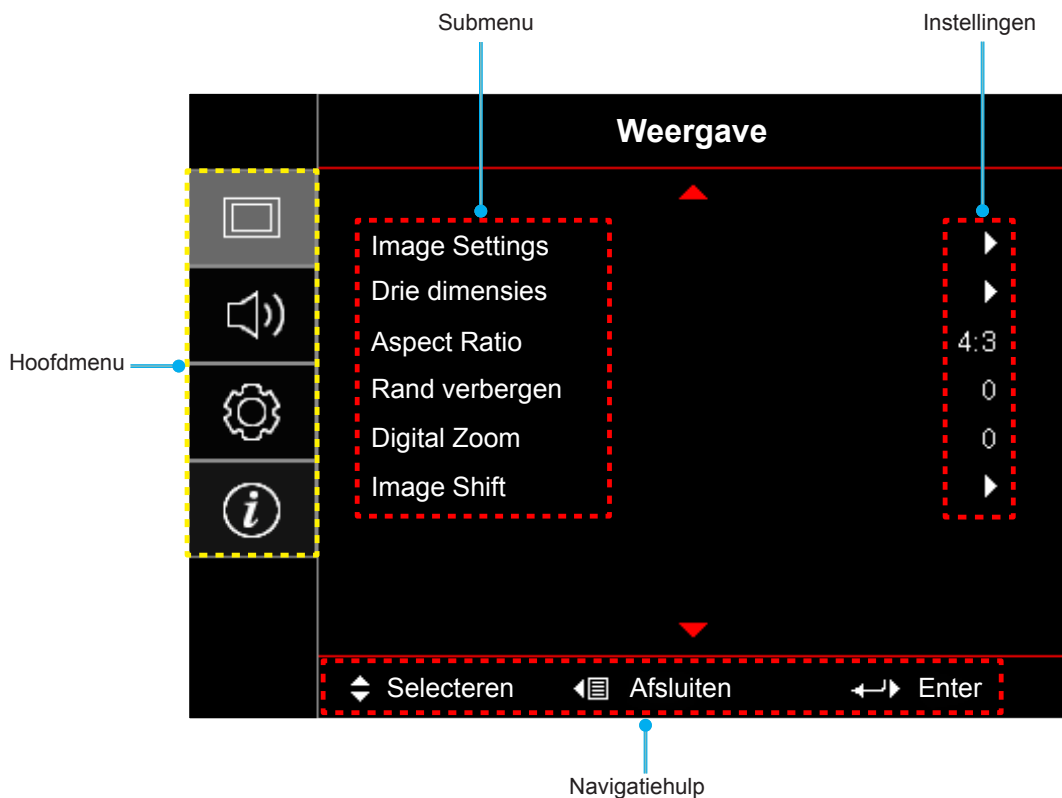 Submenu
Instellingen
Weergave
Image Settings
Drie dimensies
Aspect Ratio 4:3
Hoofdmenu
Rand verbergen 0
Digital Zoom 0
Image Shift
Selecteren Afsluiten Enter
Navigatiehulp